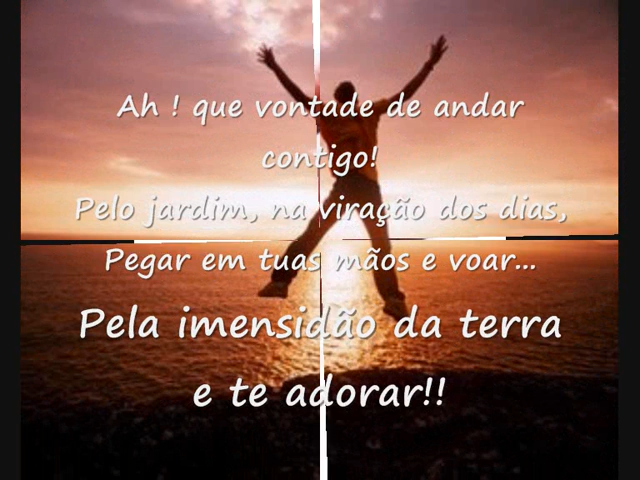 Ah ! que vontade de andar
contigo!
Pelo jardim, na viração dos dias,
Pegar em tuas mãos e voar...
Pela imensidão da terra
e te adorar!!